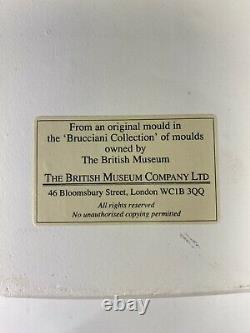 From an original mould in
the 'Brucciani Collection' of moulds
owned by
The British Museum
THE BRITISH MUSEUM COMPANY LTD
46 Bloomsbury Street, London WC1B 3QQ
All rights reserved
No unauthorised copying permitted
ebay